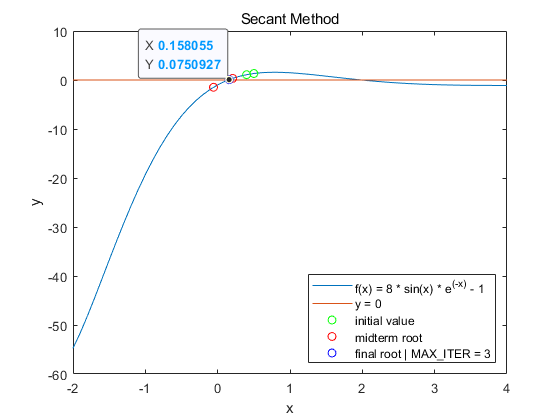 Secant Method
X 0.158055
Y 0.0750927
10
0
-10
-20
-30
-40
-50
-60
y
-2
-1
0
1
2
3
4
x
f(x) = 8 * sin(x) * e^(-x) - 1
y = 0
initial value
midterm root
final root | MAX_ITER = 3